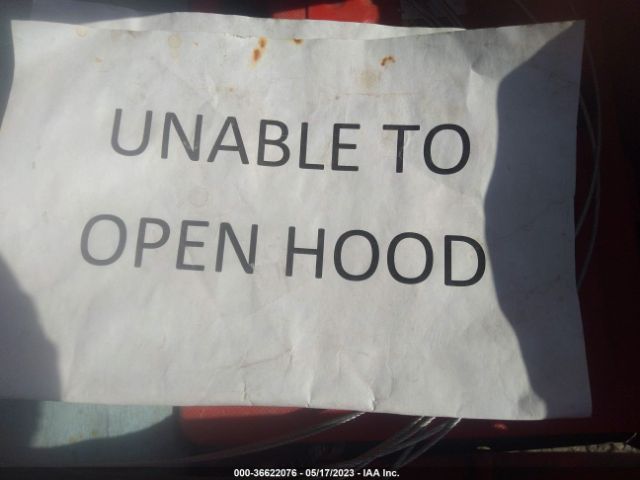 UNABLE TO
OPEN HOOD
000-36622076 - 05/17/2023 - IAA Inc.